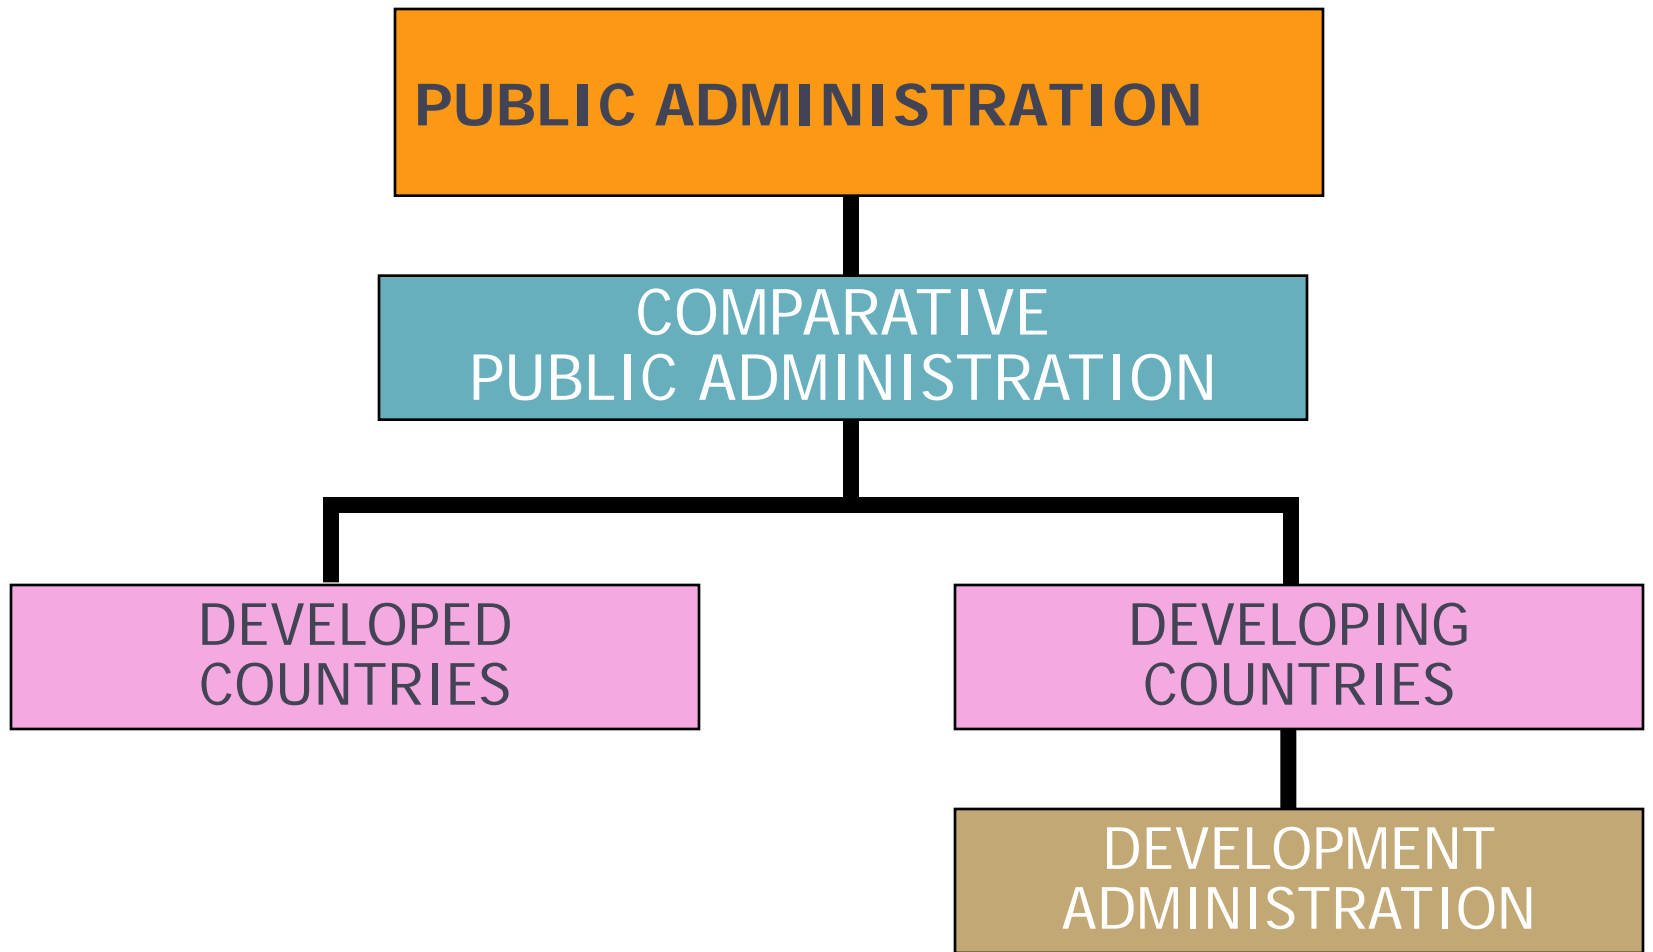 PUBLIC ADMINISTRATION
COMPARATIVE
PUBLIC ADMINISTRATION
DEVELOPED
COUNTRIES
DEVELOPING
COUNTRIES
DEVELOPMENT
ADMINISTRATION